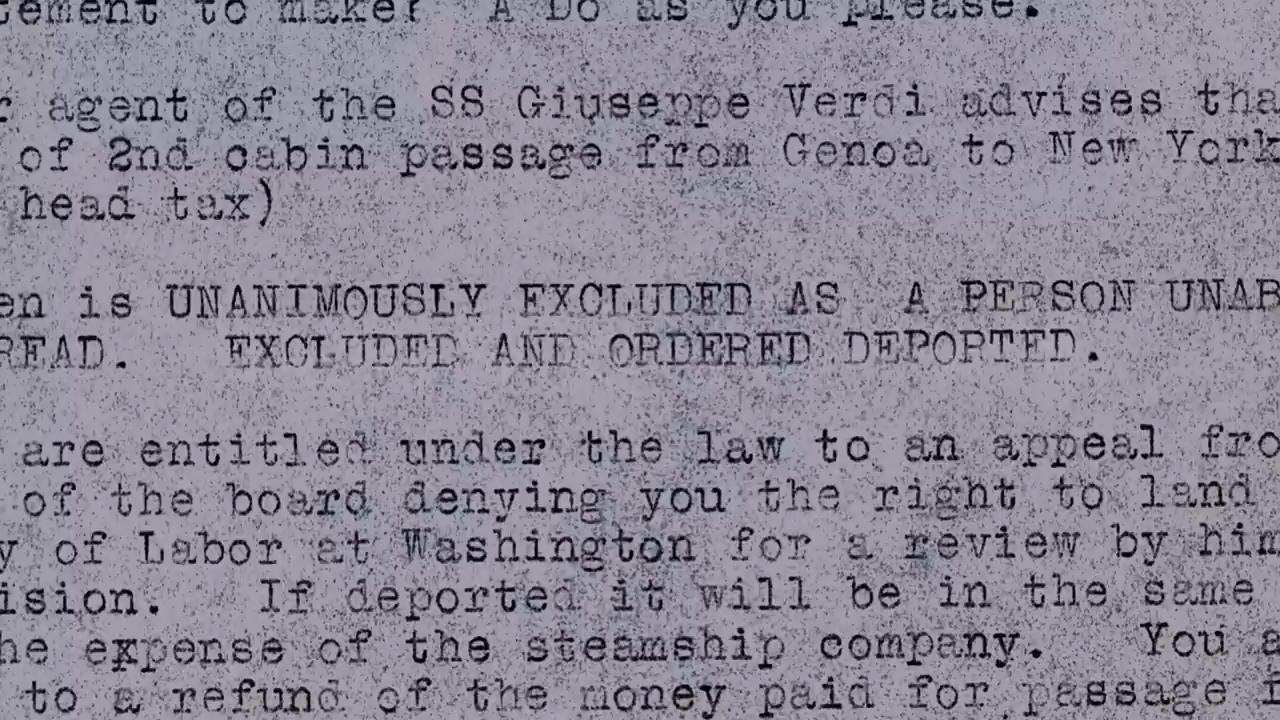 tement to make? A Do as you please.
r agent of the SS Giuseppe Verdi advises tha
of 2nd cabin passage from Genoa to New York
head tax)
en is UNANIMOUSLY EXCLUDED AS A PERSON UNAB
READ. EXCLUDED AND ORDERED DEPORTED.
are entitled under the law to an appeal fro
of the board denying you the right to land
y of Labor at Washington for a review by him
ision. If deported it will be in the same
he expense of the steamship company. You a
to a refund of the money paid for passage i